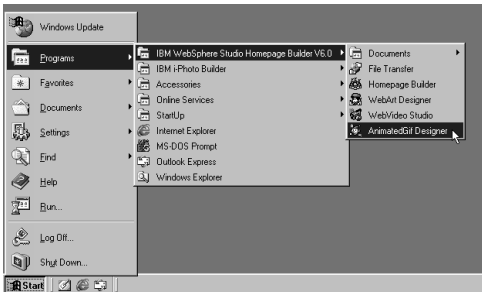 Windows Update
Programs
Favorites
Documents
Settings
Find
Help
Run...
Log Off...
Shut Down...
Start
IBM WebSphere Studio Homepage Builder V6.0
IBM i-Photo Builder
Accessories
Online Services
StartUp
Internet Explorer
MS-DOS Prompt
Outlook Express
Windows Explorer
Documents
File Transfer
Homepage Builder
WebArt Designer
WebVideo Studio
AnimatedGif Designer